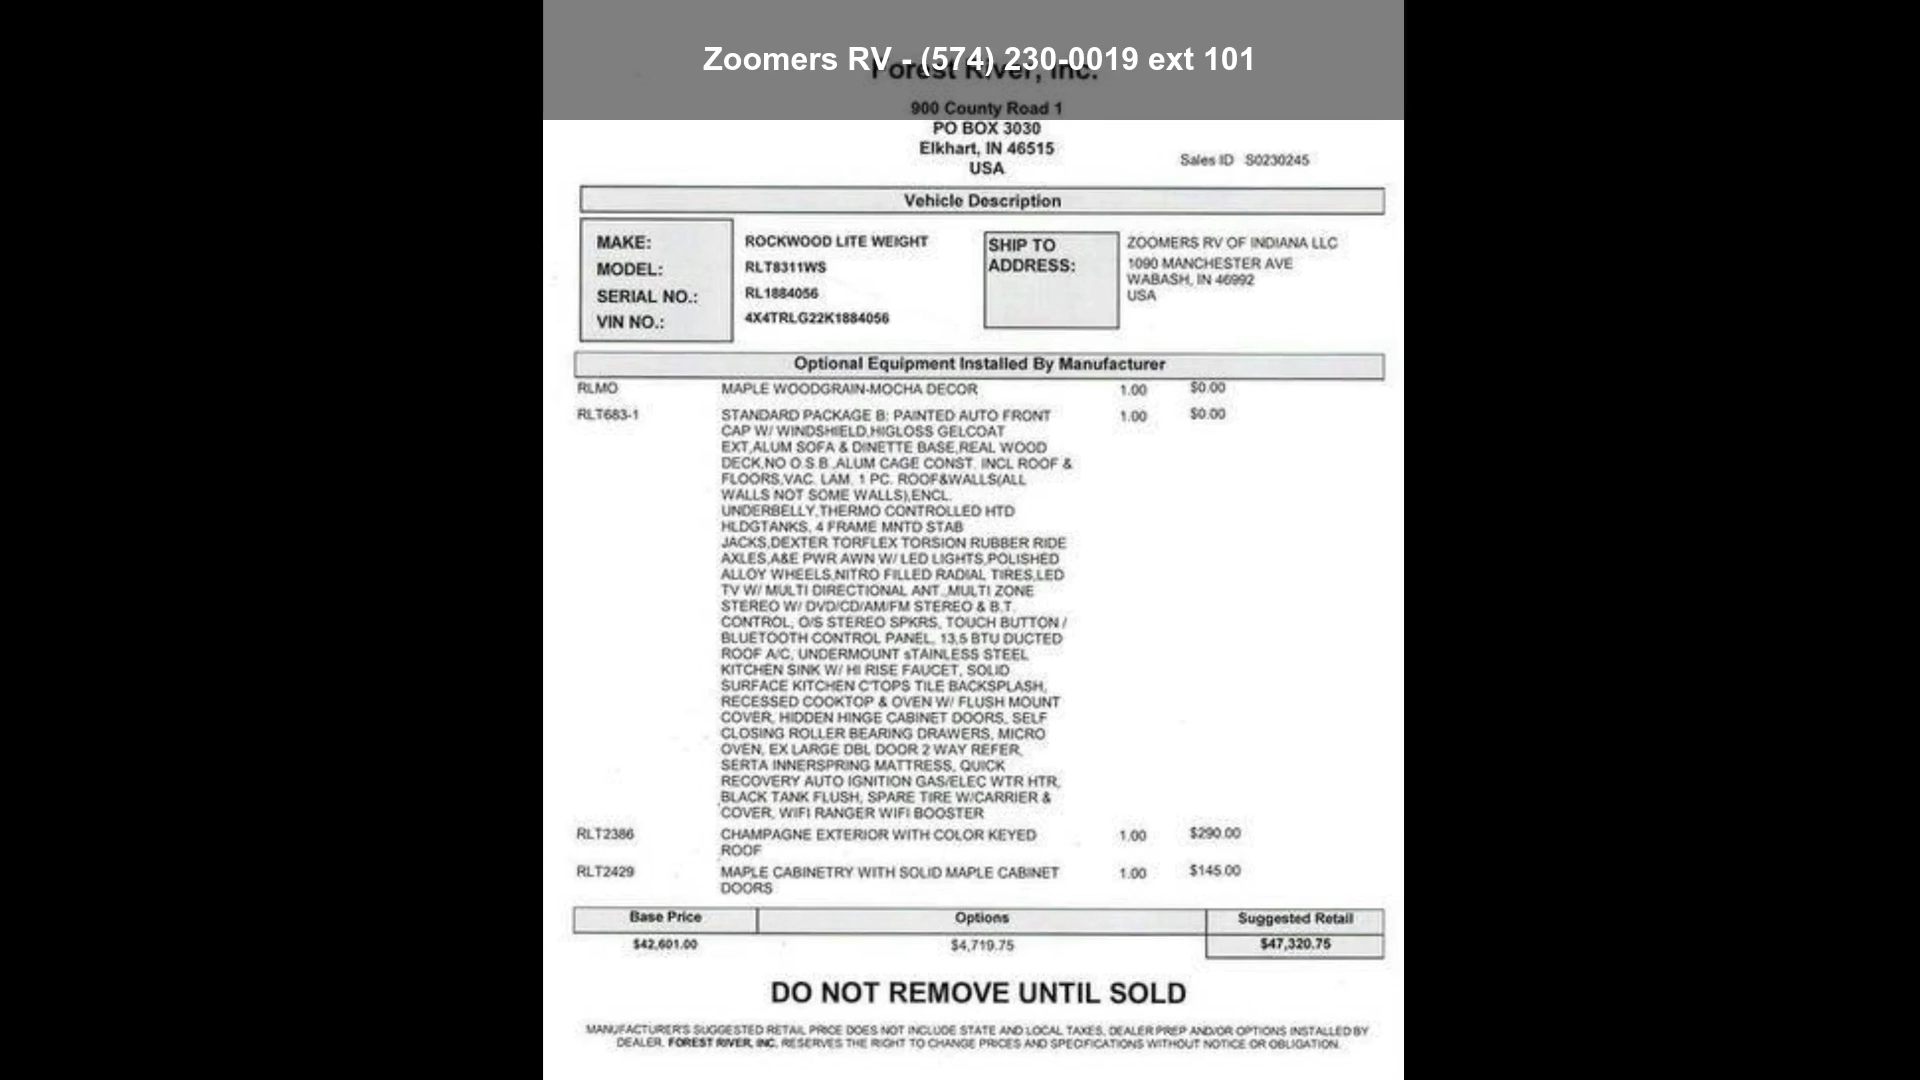 Zoomers RV - (574) 230-0019 ext 101
Forest River, Inc.
900 County Road 1
PO BOX 3030
Elkhart, IN 46515
USA
Sales ID S0230245
Vehicle Description
MAKE: ROCKWOOD LITE WEIGHT
MODEL: RLT8311WS
SERIAL NO.: RL1884056
VIN NO.: 4X4TRLG22K1884056
SHIP TO ZOOMERS RV OF INDIANA LLC
ADDRESS: 1090 MANCHESTER AVE
WABASH, IN 46992
USA
Optional Equipment Installed By Manufacturer
RLMO MAPLE WOODGRAIN-MOCHA DECOR 1.00 $0.00
RLT683-1 STANDARD PACKAGE B: PAINTED AUTO FRONT 1.00 $0.00
CAP W/ WINDSHIELD,HIGLOSS GELCOAT
EXT,ALUM SOFA & DINETTE BASE,REAL WOOD
DECK,NO O.S.B.,ALUM CAGE CONST. INCL ROOF &
FLOORS,VAC. LAM. 1 PC. ROOF&WALLS(ALL
WALLS NOT SOME WALLS),ENCL.
UNDERBELLY,THERMO CONTROLLED HTD
HLDGTANKS, 4 FRAME MNTD STAB
JACKS,DEXTER TORFLEX TORSION RUBBER RIDE
AXLES,A&E PWR AWN W/ LED LIGHTS,POLISHED
ALLOY WHEELS,NITRO FILLED RADIAL TIRES,LED
TV W/ MULTI DIRECTIONAL ANT.,MULTI ZONE
STEREO W/ DVD/CD/AM/FM STEREO & B.T.
CONTROL, O/S STEREO SPKRS, TOUCH BUTTON /
BLUETOOTH CONTROL PANEL, 13,5 BTU DUCTED
ROOF A/C, UNDERMOUNT sTAINLESS STEEL
KITCHEN SINK W/ HI RISE FAUCET, SOLID
SURFACE KITCHEN C'TOPS TILE BACKSPLASH,
RECESSED COOKTOP & OVEN W/ FLUSH MOUNT
COVER, HIDDEN HINGE CABINET DOORS, SELF
CLOSING ROLLER BEARING DRAWERS, MICRO
OVEN, EX LARGE DBL DOOR 2 WAY REFER,
SERTA INNERSPRING MATTRESS, QUICK
RECOVERY AUTO IGNITION GAS/ELEC WTR HTR,
BLACK TANK FLUSH, SPARE TIRE W/CARRIER &
COVER, WIFI RANGER WIFI BOOSTER
RLT2386 CHAMPAGNE EXTERIOR WITH COLOR KEYED 1.00 $290.00
ROOF
RLT2429 MAPLE CABINETRY WITH SOLID MAPLE CABINET 1.00 $145.00
DOORS
Base Price Options Suggested Retail
$42,601.00 $4,719.75 $47,320.75
DO NOT REMOVE UNTIL SOLD
MANUFACTURER'S SUGGESTED RETAIL PRICE DOES NOT INCLUDE STATE AND LOCAL TAXES, DEALER PREP AND/OR OPTIONS INSTALLED BY
DEALER. FOREST RIVER, INC. RESERVES THE RIGHT TO CHANGE PRICES AND SPECIFICATIONS WITHOUT NOTICE OR OBLIGATION.